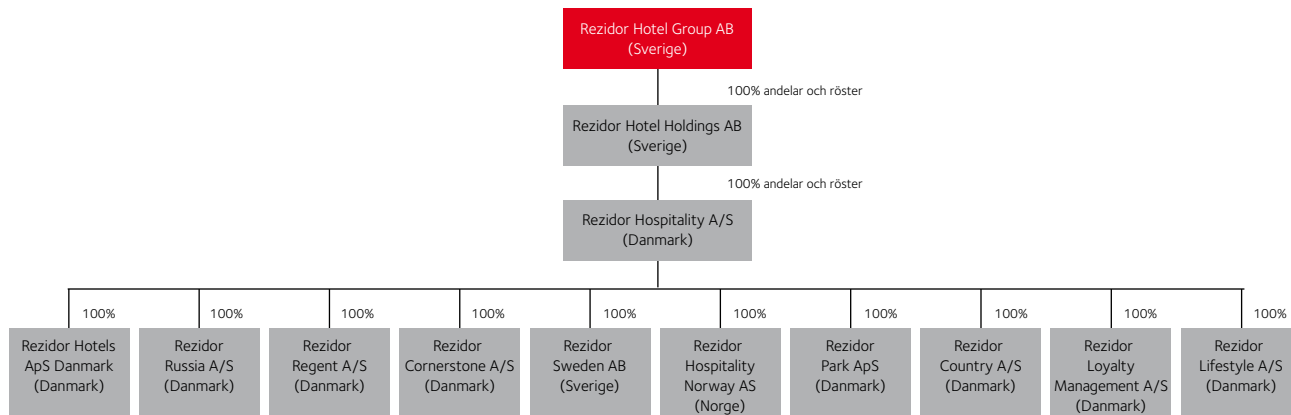 Rezidor Hotel Group AB
(Sverige)
100% andelar och röster
Rezidor Hotel Holdings AB
(Sverige)
100% andelar och röster
Rezidor Hospitality A/S
(Danmark)
100%
Rezidor Hotels
ApS Danmark
(Danmark)
100%
Rezidor
Russia A/S
(Danmark)
100%
Rezidor
Regent A/S
(Danmark)
100%
Rezidor
Cornerstone A/S
(Danmark)
100%
Rezidor
Sweden AB
(Sverige)
100%
Rezidor
Hospitality
Norway AS
(Norge)
100%
Rezidor
Park ApS
(Danmark)
100%
Rezidor
Country A/S
(Danmark)
100%
Rezidor
Loyalty
Management A/S
(Danmark)
100%
Rezidor
Lifestyle A/S
(Danmark)